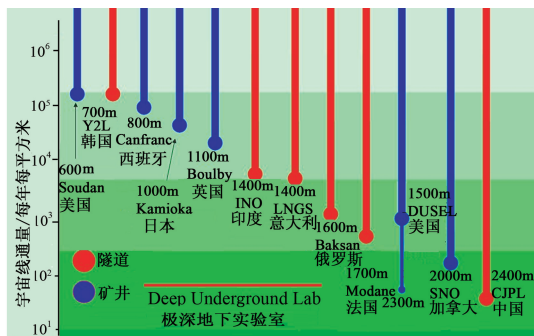 宇宙线通量/每年每平方米
10⁶
10⁵
10⁴
10³
10²
10¹
600m
Soudan
美国
700m
Y2L
韩国
800m
Canfranc
西班牙
1000m
Kamioka
日本
1100m
Boulby
英国
1400m
INO
印度
1400m
LNGS
意大利
1600m
Baksan
俄罗斯
1700m
Modane
法国
1500m
DUSEL
美国
2300m
2000m
SNO
加拿大
2400m
CJPL
中国
隧道
矿井
Deep Underground Lab
极深地下实验室